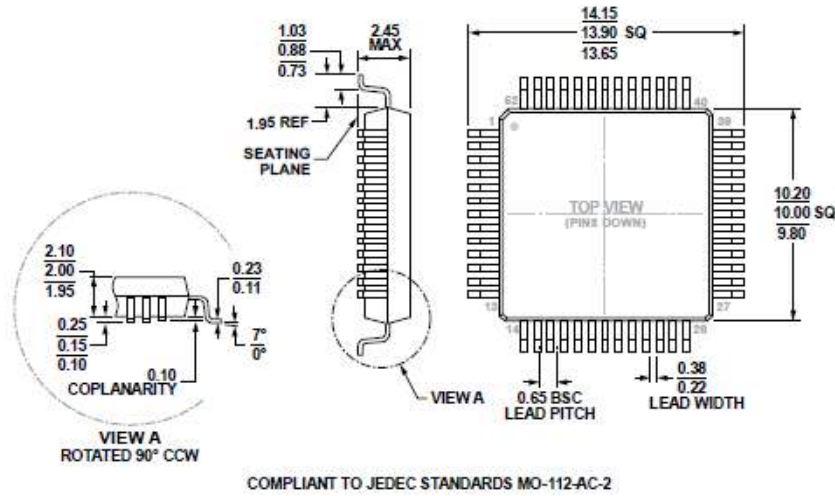 14.15
13.90 SQ
13.65
1.03
0.88
0.73
2.45
MAX
1.95 REF
SEATING
PLANE
52
40
1
39
TOP VIEW
(PINS DOWN)
10.20
10.00 SQ
9.80
13
27
14
26
2.10
2.00
1.95
0.23
0.11
0.25
0.15
0.10
7°
0°
0.10
COPLANARITY
VIEW A
ROTATED 90° CCW
VIEW A
0.65 BSC
LEAD PITCH
0.38
0.22
LEAD WIDTH
COMPLIANT TO JEDEC STANDARDS MO-112-AC-2